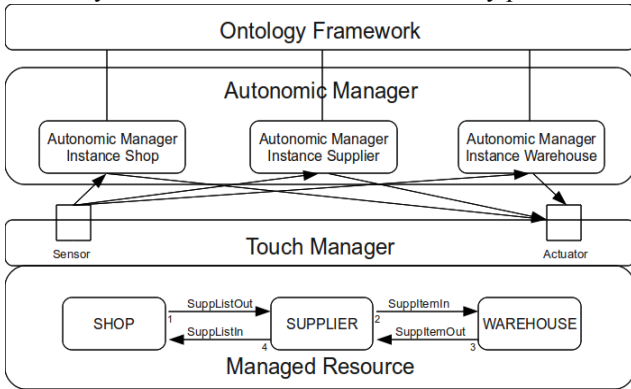 Ontology Framework
Autonomic Manager
Autonomic Manager
Instance Shop
Autonomic Manager
Instance Supplier
Autonomic Manager
Instance Warehouse
Sensor
Touch Manager
Actuator
SHOP
SuppListOut
1
SuppListIn
4
SUPPLIER
SuppItemIn
2
SuppItemOut
3
WAREHOUSE
Managed Resource